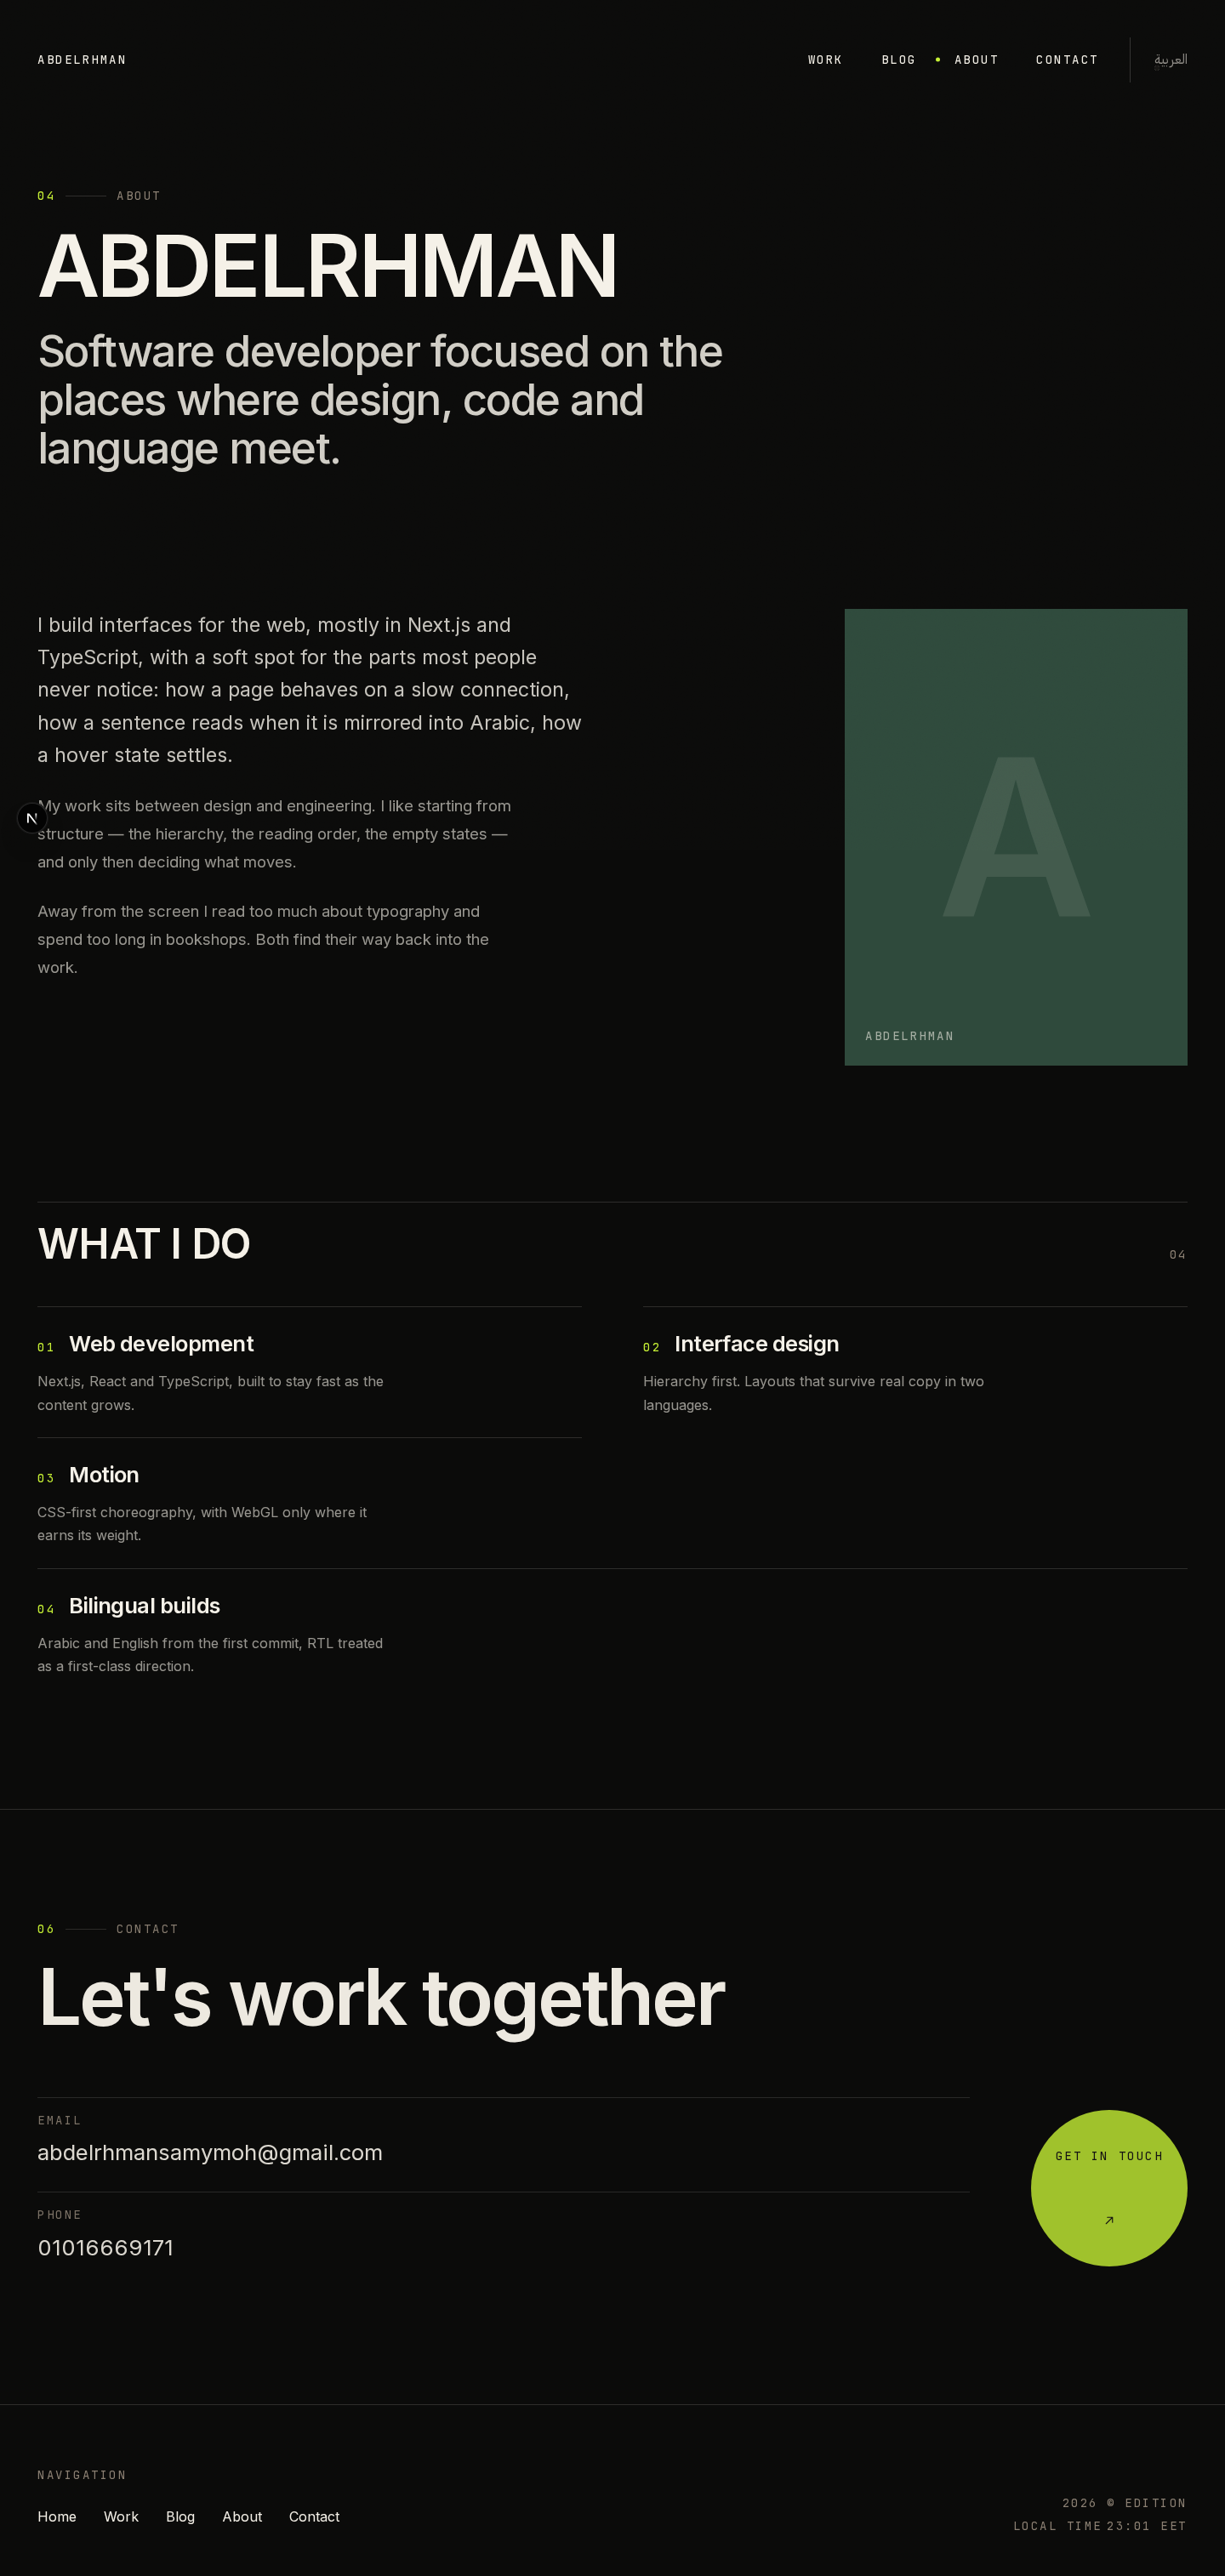 ABDELRHMAN
WORK BLOG ABOUT CONTACT العربية
04 ABOUT
ABDELRHMAN
Software developer focused on the
places where design, code and
language meet.
I build interfaces for the web, mostly in Next.js and
TypeScript, with a soft spot for the parts most people
never notice: how a page behaves on a slow connection,
how a sentence reads when it is mirrored into Arabic, how
a hover state settles.
My work sits between design and engineering. I like starting from
structure — the hierarchy, the reading order, the empty states —
and only then deciding what moves.
Away from the screen I read too much about typography and
spend too long in bookshops. Both find their way back into the
work.
N
A
ABDELRHMAN
WHAT I DO
04
01 Web development
Next.js, React and TypeScript, built to stay fast as the
content grows.
02 Interface design
Hierarchy first. Layouts that survive real copy in two
languages.
03 Motion
CSS-first choreography, with WebGL only where it
earns its weight.
04 Bilingual builds
Arabic and English from the first commit, RTL treated
as a first-class direction.
06 CONTACT
Let's work together
EMAIL
abdelrhmansamymoh@gmail.com
PHONE
01016669171
GET IN TOUCH
↗
NAVIGATION
Home Work Blog About Contact
2026 © EDITION
LOCAL TIME 23:01 EET